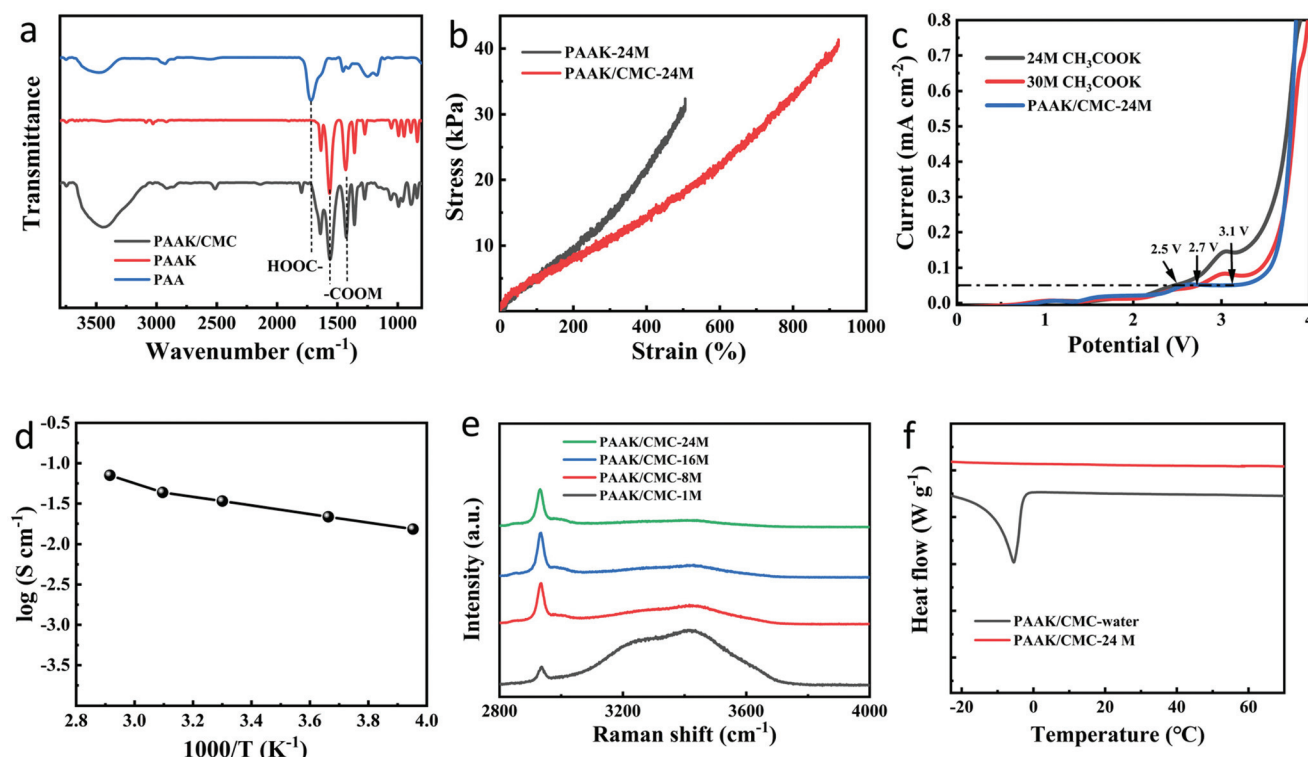 a
Transmittance
PAAK/CMC
PAAK
PAA
HOOC-
-COOM
3500 3000 2500 2000 1500 1000
Wavenumber (cm-1)
b
PAAK-24M
PAAK/CMC-24M
Stress (kPa)
40
30
20
10
0
0 200 400 600 800 1000
Strain (%)
c
24M CH3COOK
30M CH3COOK
PAAK/CMC-24M
Current (mA cm-2)
0.8
0.7
0.6
0.5
0.4
0.3
0.2
0.1
0.0
2.5 V
2.7 V
3.1 V
0 1 2 3 4
Potential (V)
d
log (S cm-1)
-0.5
-1.0
-1.5
-2.0
-2.5
-3.0
-3.5
2.8 3.0 3.2 3.4 3.6 3.8 4.0
1000/T (K-1)
e
PAAK/CMC-24M
PAAK/CMC-16M
PAAK/CMC-8M
PAAK/CMC-1M
Intensity (a.u.)
2800 3200 3600 4000
Raman shift (cm-1)
f
Heat flow (W g-1)
PAAK/CMC-water
PAAK/CMC-24 M
-20 0 20 40 60
Temperature (°C)